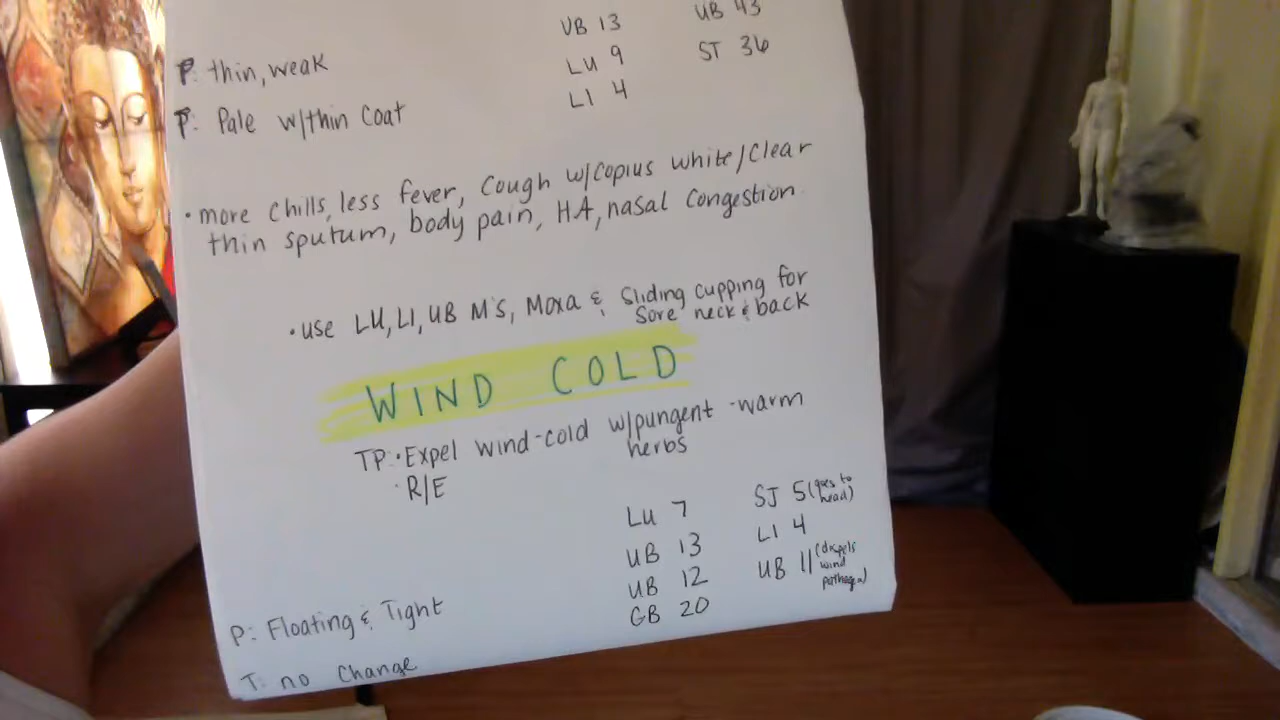 UB 13 UB 43
P: thin, weak LU 9 ST 36
T: Pale w/thin Coat LI 4
• more chills, less fever, Cough w/copius white/clear
thin sputum, body pain, HA, nasal congestion.
• use LU, LI, UB M's, Moxa & Sliding cupping for
Sore neck & back
WIND COLD
TP: • Expel wind-cold w/pungent -warm
herbs
• R/E
LU 7 SJ 5 (goes to head)
UB 13 LI 4
UB 12 UB 11 (dispels wind pathogen)
GB 20
P: Floating & Tight
T: no Change